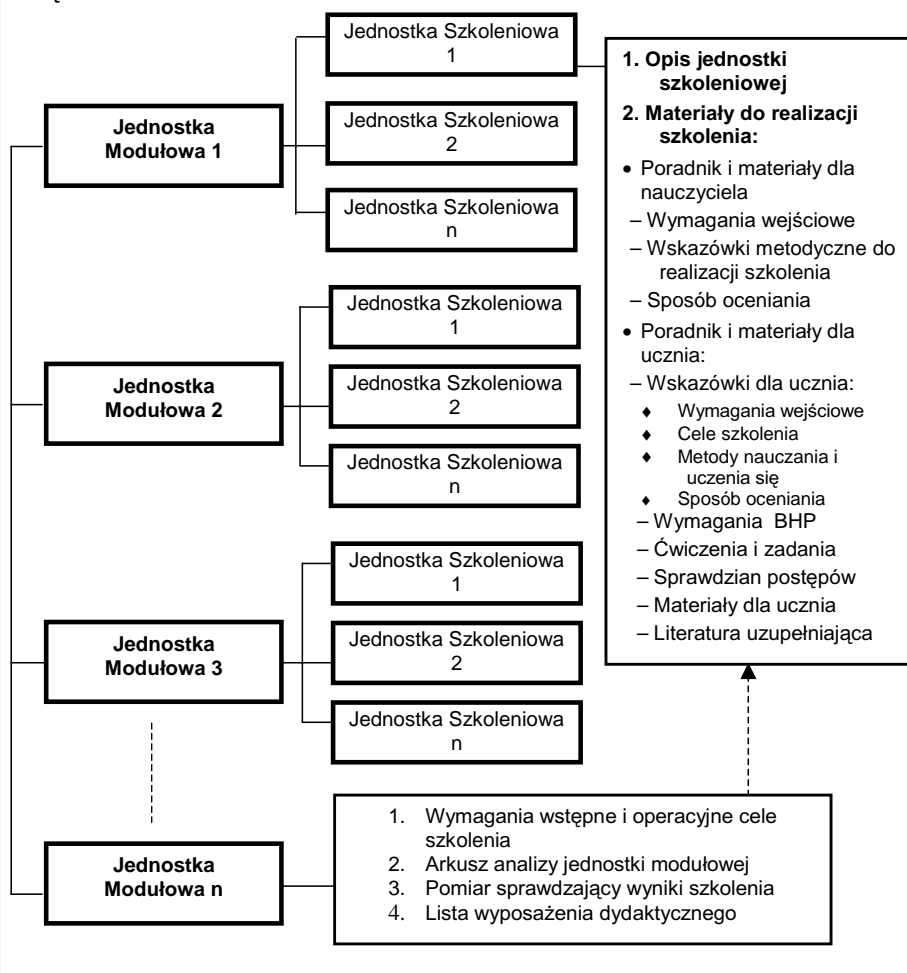 Jednostka Szkoleniowa
1
Jednostka
Modułowa 1
Jednostka Szkoleniowa
2
Jednostka Szkoleniowa
n
Jednostka Szkoleniowa
1
Jednostka
Modułowa 2
Jednostka Szkoleniowa
2
Jednostka Szkoleniowa
n
Jednostka Szkoleniowa
1
Jednostka
Modułowa 3
Jednostka Szkoleniowa
2
Jednostka Szkoleniowa
n
1. Opis jednostki
szkoleniowej
2. Materiały do realizacji
szkolenia:
• Poradnik i materiały dla
nauczyciela
– Wymagania wejściowe
– Wskazówki metodyczne do
realizacji szkolenia
– Sposób oceniania
• Poradnik i materiały dla
ucznia:
– Wskazówki dla ucznia:
♦ Wymagania wejściowe
♦ Cele szkolenia
♦ Metody nauczania i
uczenia się
♦ Sposób oceniania
– Wymagania BHP
– Ćwiczenia i zadania
– Sprawdzian postępów
– Materiały dla ucznia
– Literatura uzupełniająca
Jednostka
Modułowa n
1. Wymagania wstępne i operacyjne cele
szkolenia
2. Arkusz analizy jednostki modułowej
3. Pomiar sprawdzający wyniki szkolenia
4. Lista wyposażenia dydaktycznego